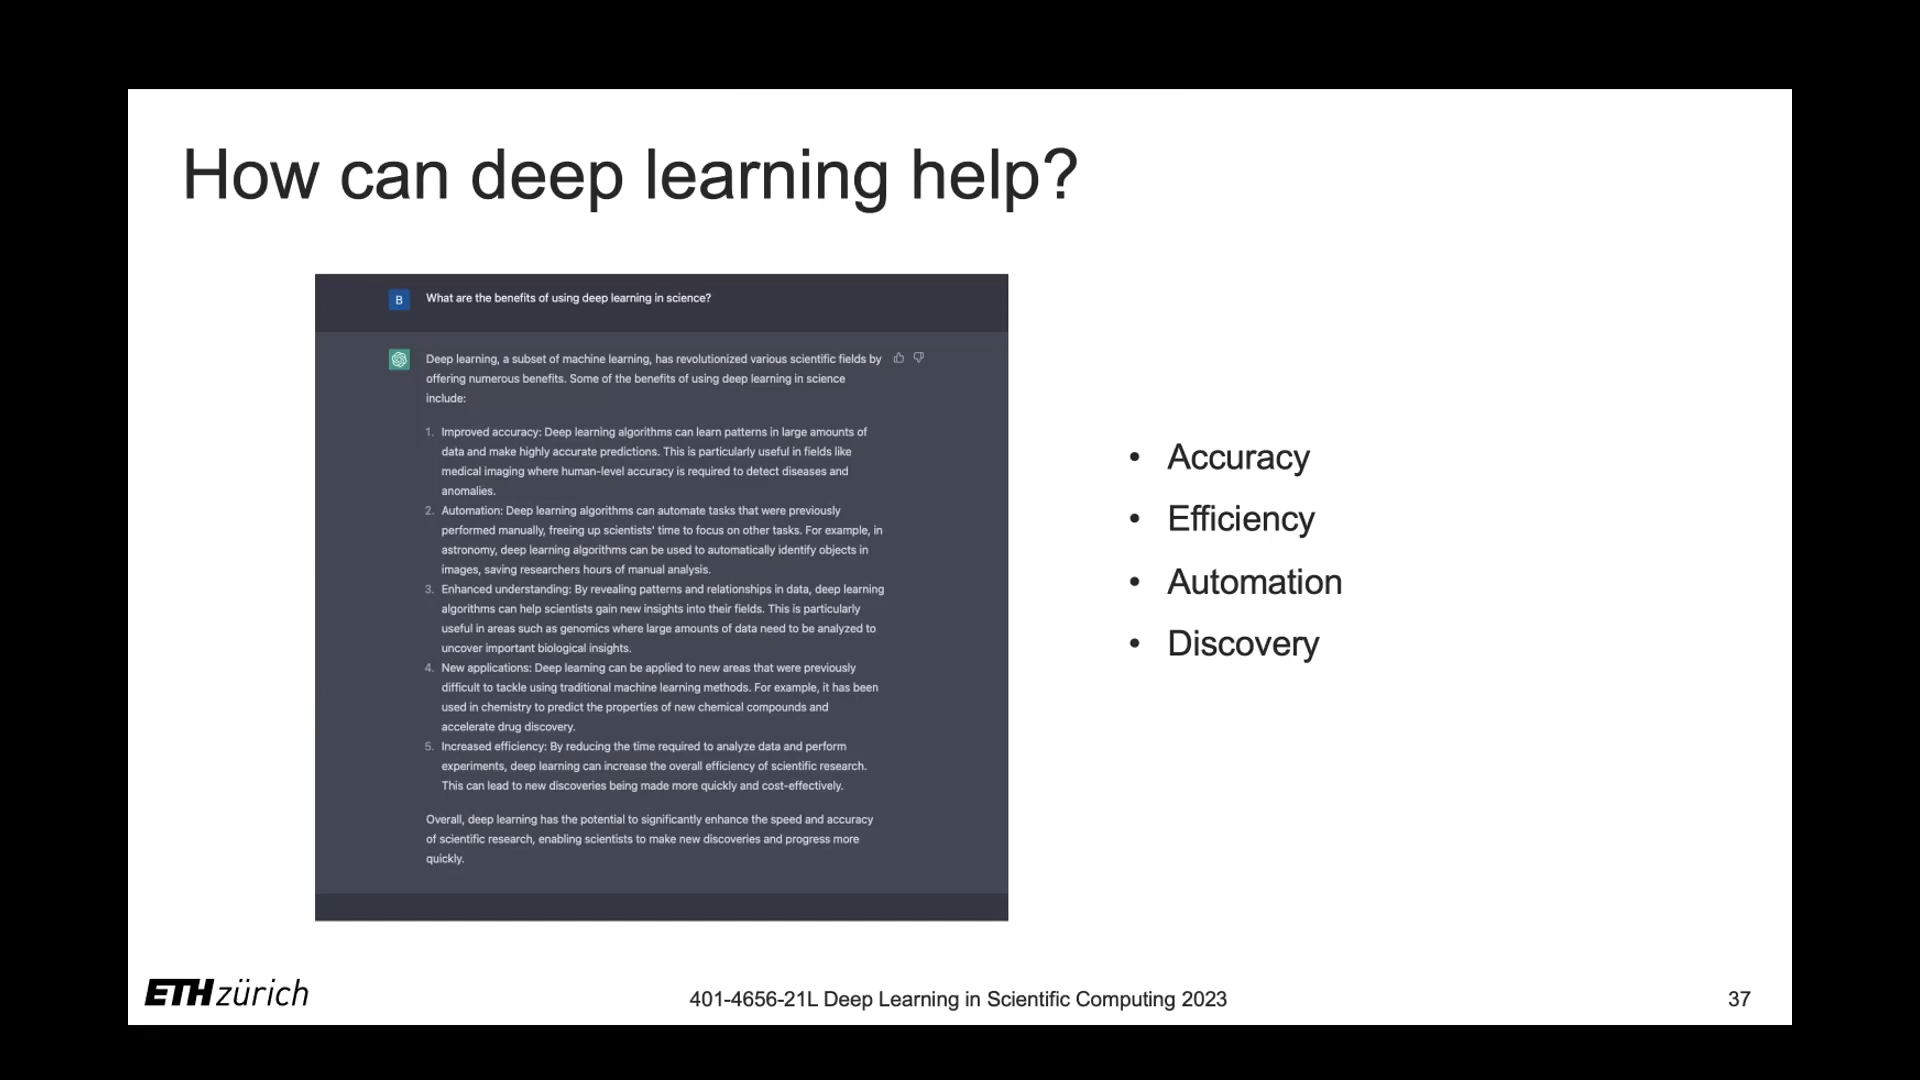 How can deep learning help?
B
What are the benefits of using deep learning in science?
Deep learning, a subset of machine learning, has revolutionized various scientific fields by
offering numerous benefits. Some of the benefits of using deep learning in science
include:
1. Improved accuracy: Deep learning algorithms can learn patterns in large amounts of
data and make highly accurate predictions. This is particularly useful in fields like
medical imaging where human-level accuracy is required to detect diseases and
anomalies.
2. Automation: Deep learning algorithms can automate tasks that were previously
performed manually, freeing up scientists' time to focus on other tasks. For example, in
astronomy, deep learning algorithms can be used to automatically identify objects in
images, saving researchers hours of manual analysis.
3. Enhanced understanding: By revealing patterns and relationships in data, deep learning
algorithms can help scientists gain new insights into their fields. This is particularly
useful in areas such as genomics where large amounts of data need to be analyzed to
uncover important biological insights.
4. New applications: Deep learning can be applied to new areas that were previously
difficult to tackle using traditional machine learning methods. For example, it has been
used in chemistry to predict the properties of new chemical compounds and
accelerate drug discovery.
5. Increased efficiency: By reducing the time required to analyze data and perform
experiments, deep learning can increase the overall efficiency of scientific research.
This can lead to new discoveries being made more quickly and cost-effectively.
Overall, deep learning has the potential to significantly enhance the speed and accuracy
of scientific research, enabling scientists to make new discoveries and progress more
quickly.
• Accuracy
• Efficiency
• Automation
• Discovery
ETH zürich
401-4656-21L Deep Learning in Scientific Computing 2023
37